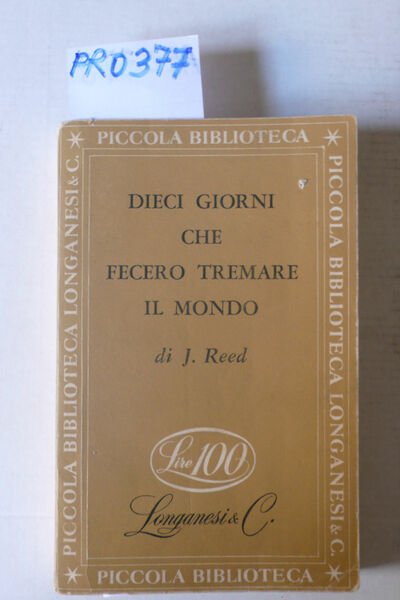 PRO377
* PICCOLA BIBLIOTECA *
PICCOLA BIBLIOTECA LONGANESI & C.
PICCOLA BIBLIOTECA LONGANESI & C.
DIECI GIORNI
CHE
FECERO TREMARE
IL MONDO
di J. Reed
Lire 100
Longanesi & C.
* PICCOLA BIBLIOTECA *